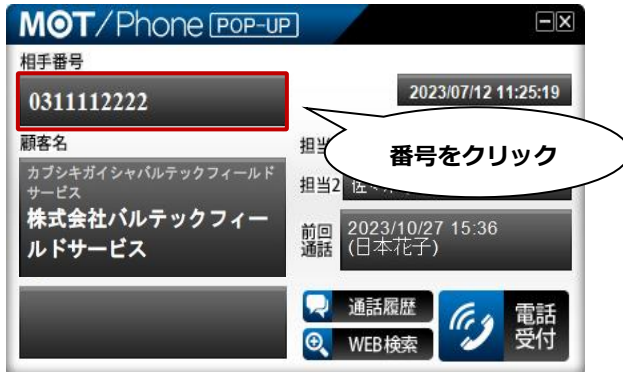 MOT/Phone POP-UP
相手番号
0311112222
2023/07/12 11:25:19
番号をクリック
顧客名
担当
カブシキガイシャバルテックフィールド
サービス
株式会社バルテックフィー
ルドサービス
担当2
前回
通話
2023/10/27 15:36
(日本花子)
通話履歴
WEB検索
電話
受付